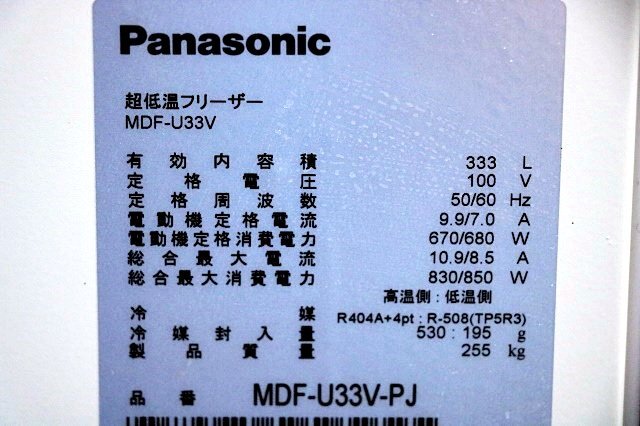 Panasonic
超低温フリーザー
MDF-U33V
有効内容積 333 L
定格電圧 100 V
定格周波数 50/60 Hz
電動機定格電流 9.9/7.0 A
電動機定格消費電力 670/680 W
総合最大電流 10.9/8.5 A
総合最大消費電力 830/850 W
高温側:低温側
冷媒 R404A+4pt : R-508(TP5R3)
冷媒封入量 530 : 195 g
製品質量 255 kg
品番 MDF-U33V-PJ